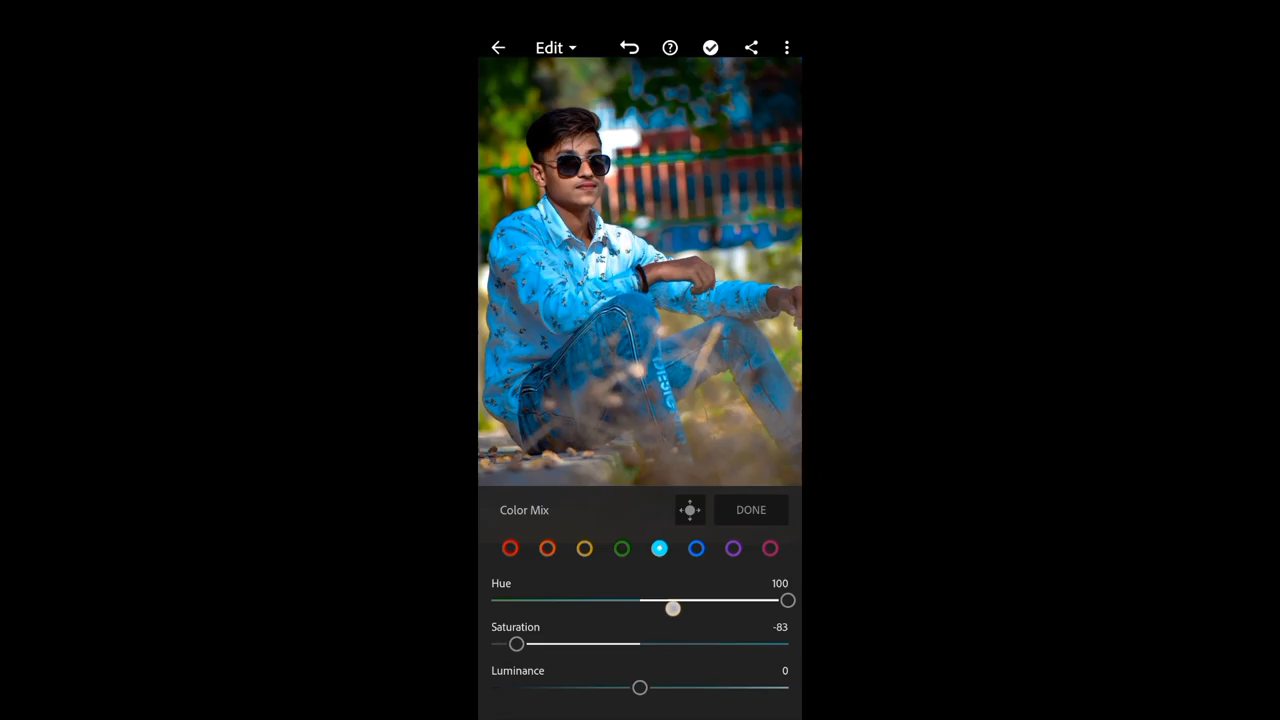 Edit
Color Mix
DONE
Hue 100
Saturation -83
Luminance 0